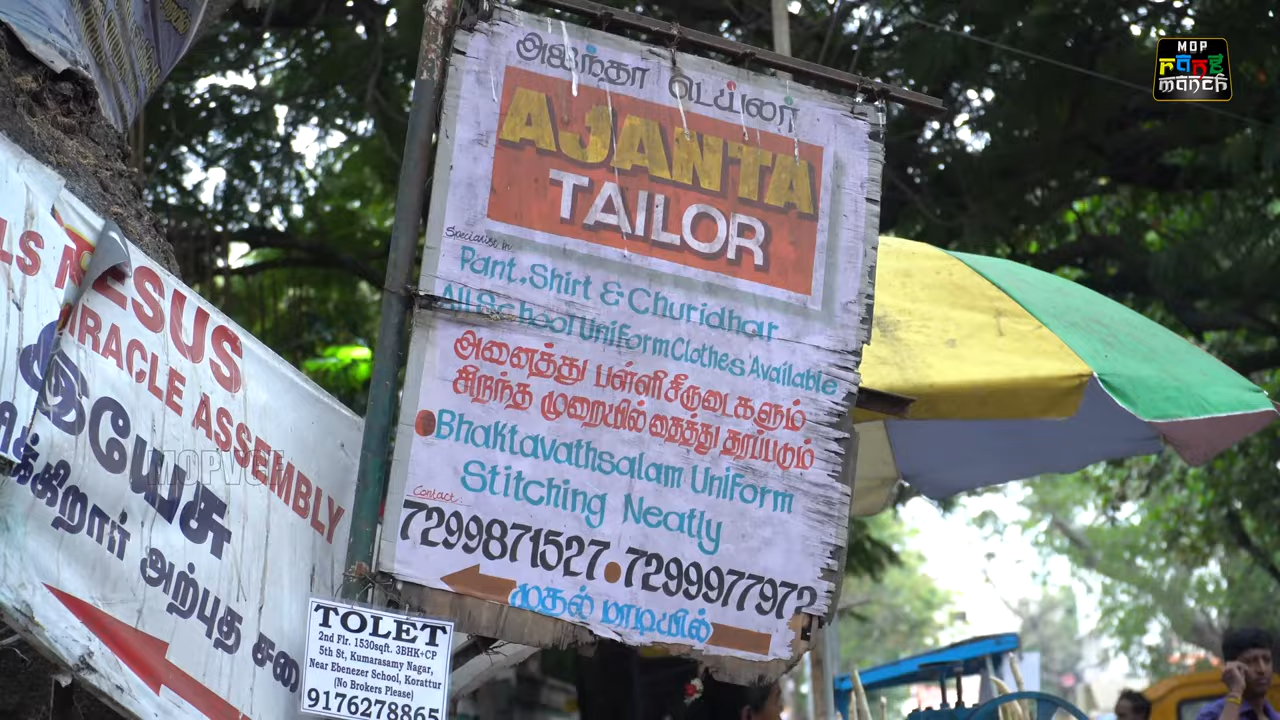 அஜந்தா டெய்லர்
AJANTA
TAILOR
Specialist in
Pant, Shirt & Churidhar
All School Uniform Clothes Available
அனைத்து பள்ளி சீருடைகளும்
சிறந்த முறையில் தைத்து தரப்படும்
Bhaktavathsalam Uniform
Stitching Neatly
Contact:
7299871527 • 7299977972
முதல் மாடியில்
JESUS
MIRACLE ASSEMBLY
இயேசு
அற்புத சபை
TOLET
2nd Flr. 1530sqft. 3BHK+CP
5th St, Kumarasamy Nagar,
Near Ebenezer School, Korattur
(No Brokers Please)
9176278865
MOP
RANG
MANCH